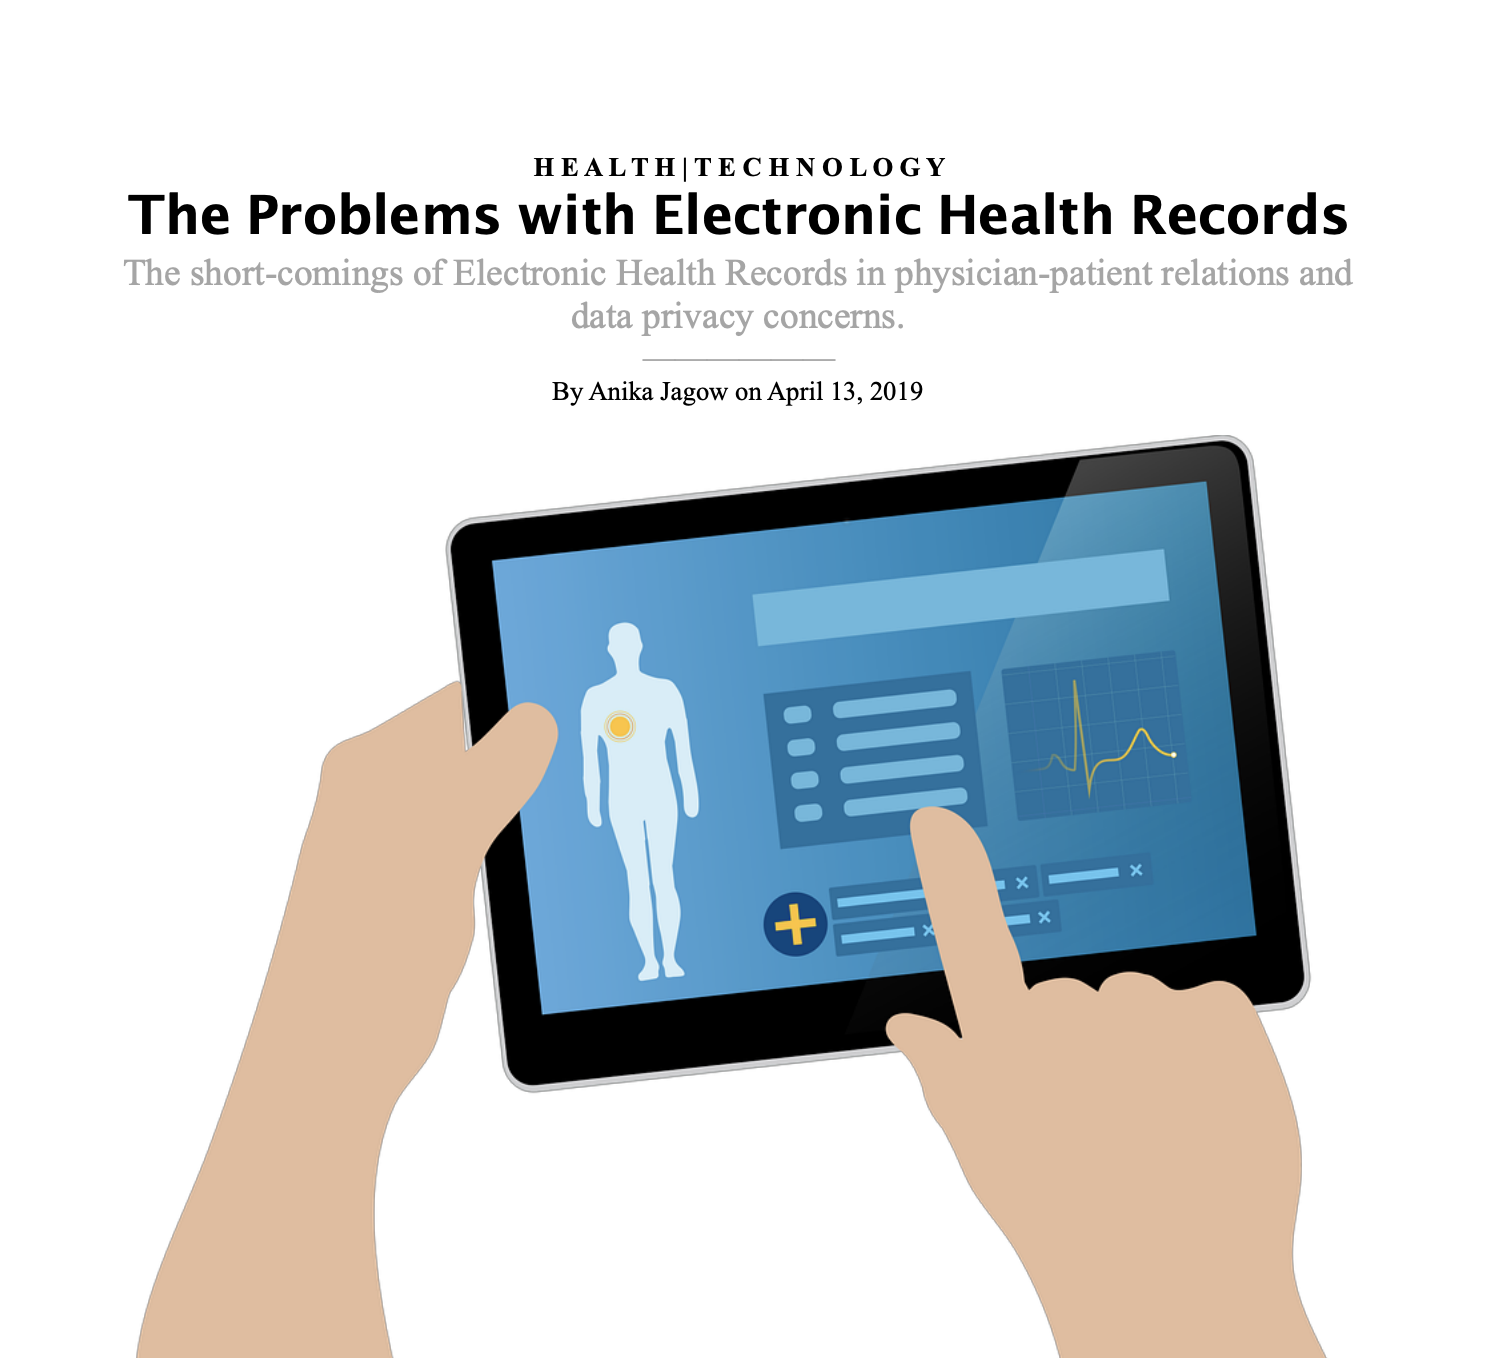 HEALTH|TECHNOLOGY
The Problems with Electronic Health Records
The short-comings of Electronic Health Records in physician-patient relations and
data privacy concerns.
By Anika Jagow on April 13, 2019